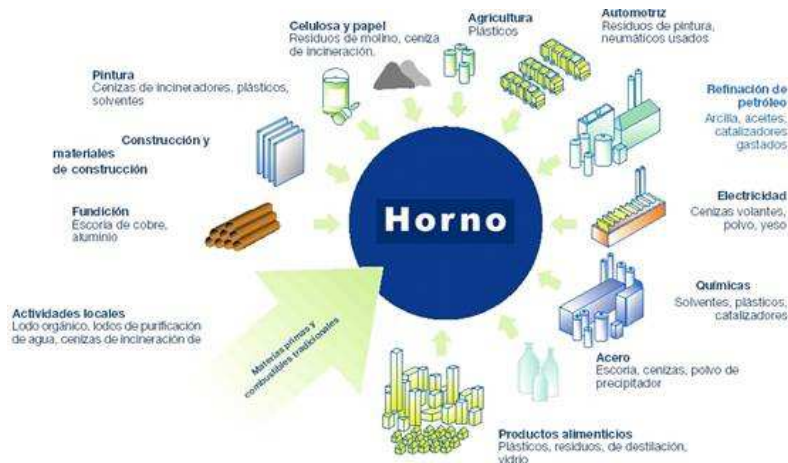 Celulosa y papel
Residuos de molino, ceniza
de incineración.
Agricultura
Plásticos
Automotriz
Residuos de pintura,
neumáticos usados
Pintura
Cenizas de incineradores, plásticos,
solventes
Refinación de
petróleo
Arcilla, aceites,
catalizadores
gastados
Construcción y
materiales
de construcción
Fundición
Escoria de cobre,
aluminio
Horno
Electricidad
Cenizas volantes,
polvo, yeso
Químicas
Solventes, plásticos,
catalizadores
Actividades locales
Lodo orgánico, lodos de purificación
de agua, cenizas de incineración de
Materias primas y
combustibles tradicionales
Acero
Escoria, cenizas, polvo de
precipitador
Productos alimenticios
Plásticos, residuos, de destilación,
vidrio